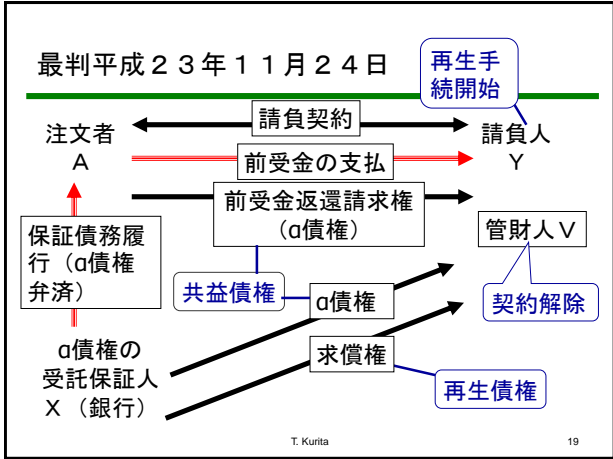 最判平成２３年１１月２４日
再生手
続開始
注文者
A
請負契約
請負人
Y
前受金の支払
前受金返還請求権
（α債権）
保証債務履
行（α債権
弁済）
管財人Ｖ
共益債権
α債権
契約解除
α債権の
受託保証人
X （銀行）
求償権
再生債権
T. Kurita
19